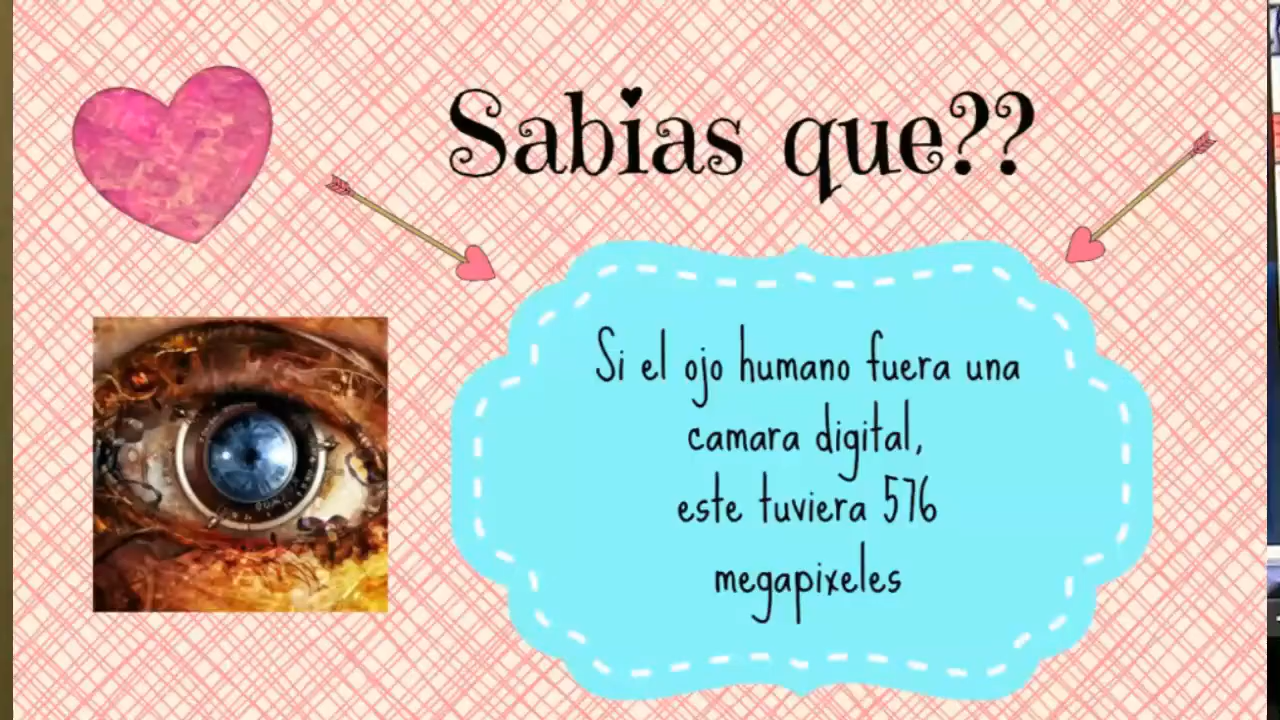 Sabias que??
Si el ojo humano fuera una
camara digital,
este tuviera 576
megapixeles